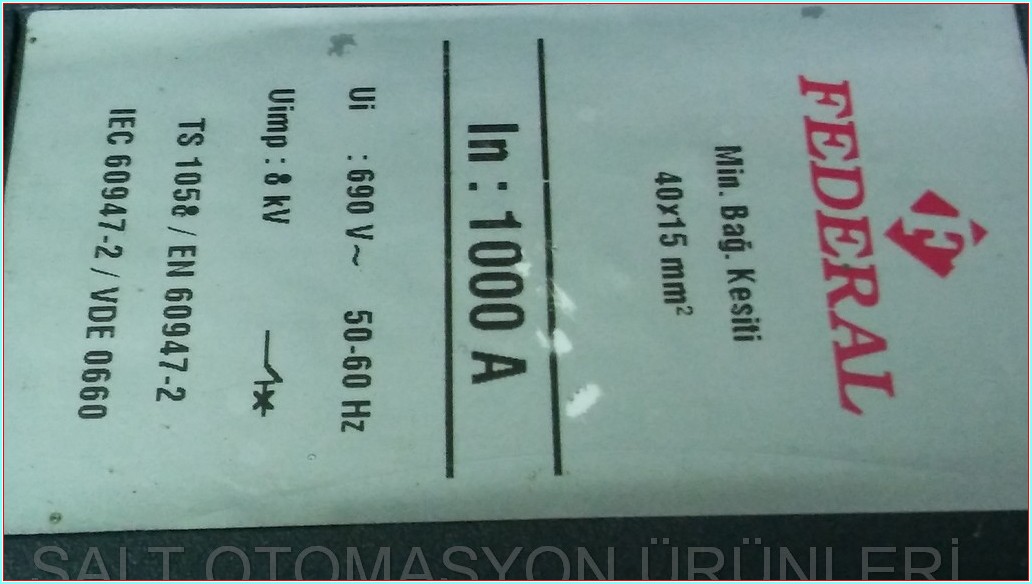 FEDERAL
Min. Bağ. Kesiti
40x15 mm²
In : 1000 A
Ui : 690 V~ 50-60 Hz
Uimp : 8 kV
TS 1058 / EN 60947-2
IEC 60947-2 / VDE 0660
SALT OTOMASYON ÜRÜNLERİ